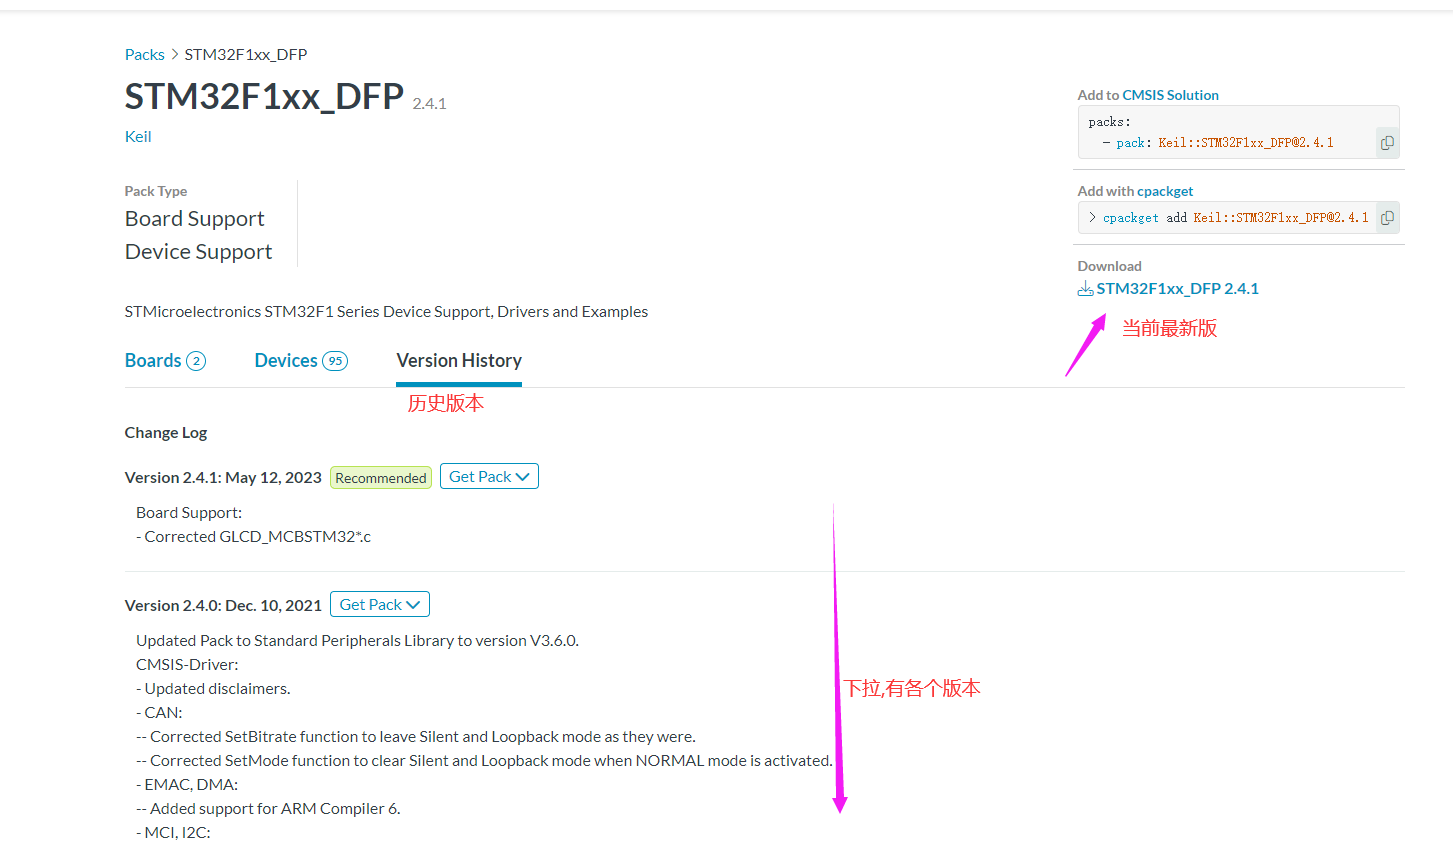 Packs > STM32F1xx_DFP
STM32F1xx_DFP 2.4.1
Keil
Pack Type
Board Support
Device Support
STMicroelectronics STM32F1 Series Device Support, Drivers and Examples
Add to CMSIS Solution
packs:
- pack: Keil::STM32F1xx_DFP@2.4.1
Add with cpackget
> cpackget add Keil::STM32F1xx_DFP@2.4.1
Download
STM32F1xx_DFP 2.4.1
当前最新版
Boards 2
Devices 95
Version History
历史版本
Change Log
Version 2.4.1: May 12, 2023 Recommended Get Pack
Board Support:
- Corrected GLCD_MCBSTM32*.c
Version 2.4.0: Dec. 10, 2021 Get Pack
Updated Pack to Standard Peripherals Library to version V3.6.0.
CMSIS-Driver:
- Updated disclaimers.
- CAN:
-- Corrected SetBitrate function to leave Silent and Loopback mode as they were.
-- Corrected SetMode function to clear Silent and Loopback mode when NORMAL mode is activated.
- EMAC, DMA:
-- Added support for ARM Compiler 6.
- MCI, I2C:
下拉,有各个版本